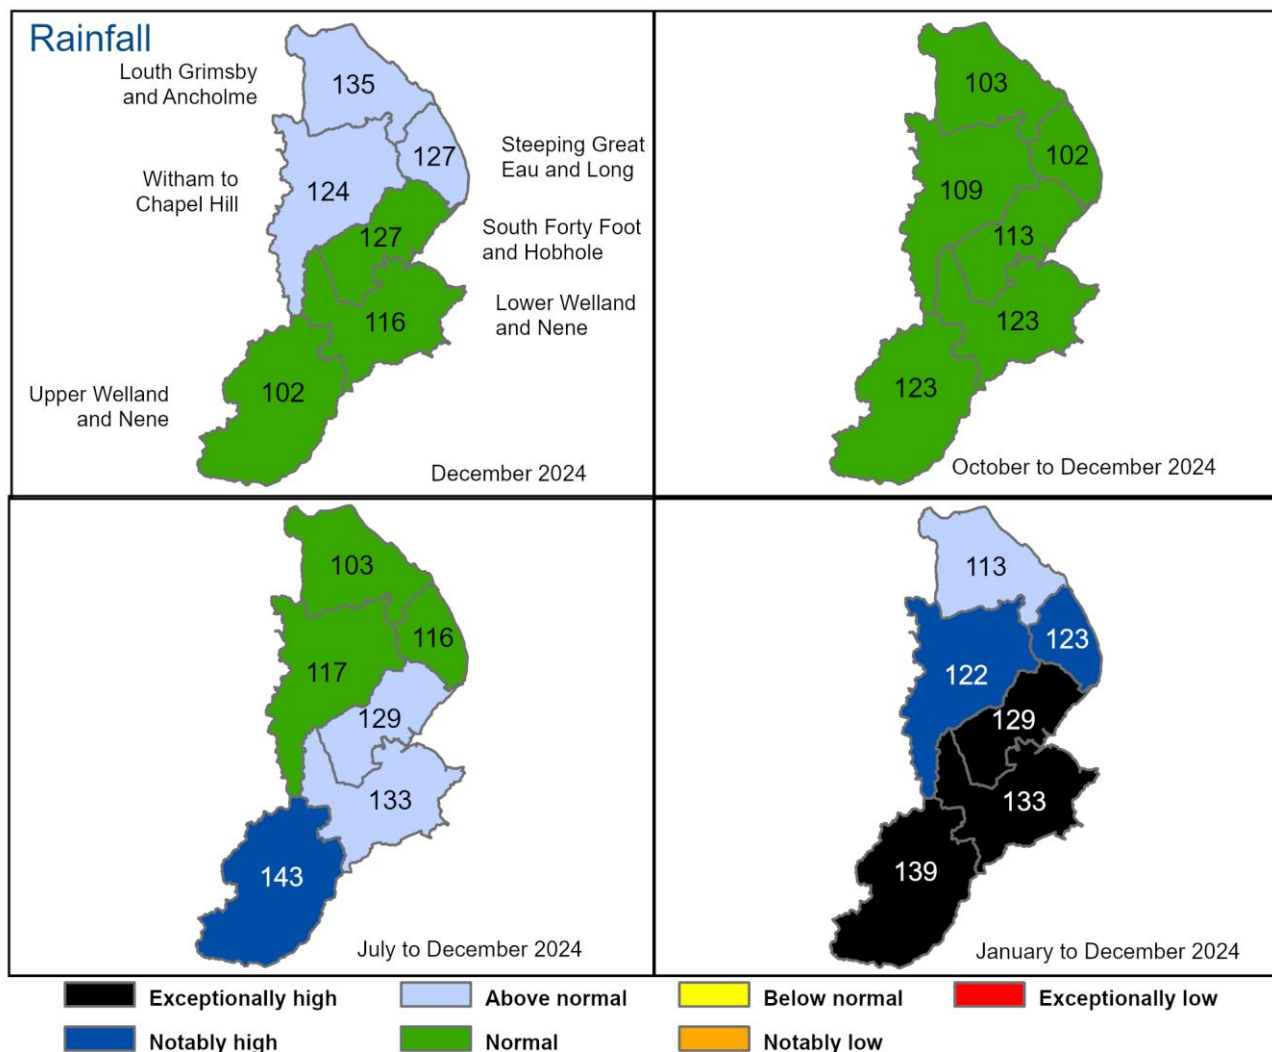 Rainfall
Louth Grimsby
and Ancholme
135
Steeping Great
Eau and Long
127
Witham to
Chapel Hill
124
South Forty Foot
and Hobhole
127
Lower Welland
and Nene
116
Upper Welland
and Nene
102
December 2024
103
102
109
113
123
123
October to December 2024
103
116
117
129
133
143
July to December 2024
113
123
122
129
133
139
January to December 2024
Exceptionally high
Above normal
Below normal
Exceptionally low
Notably high
Normal
Notably low